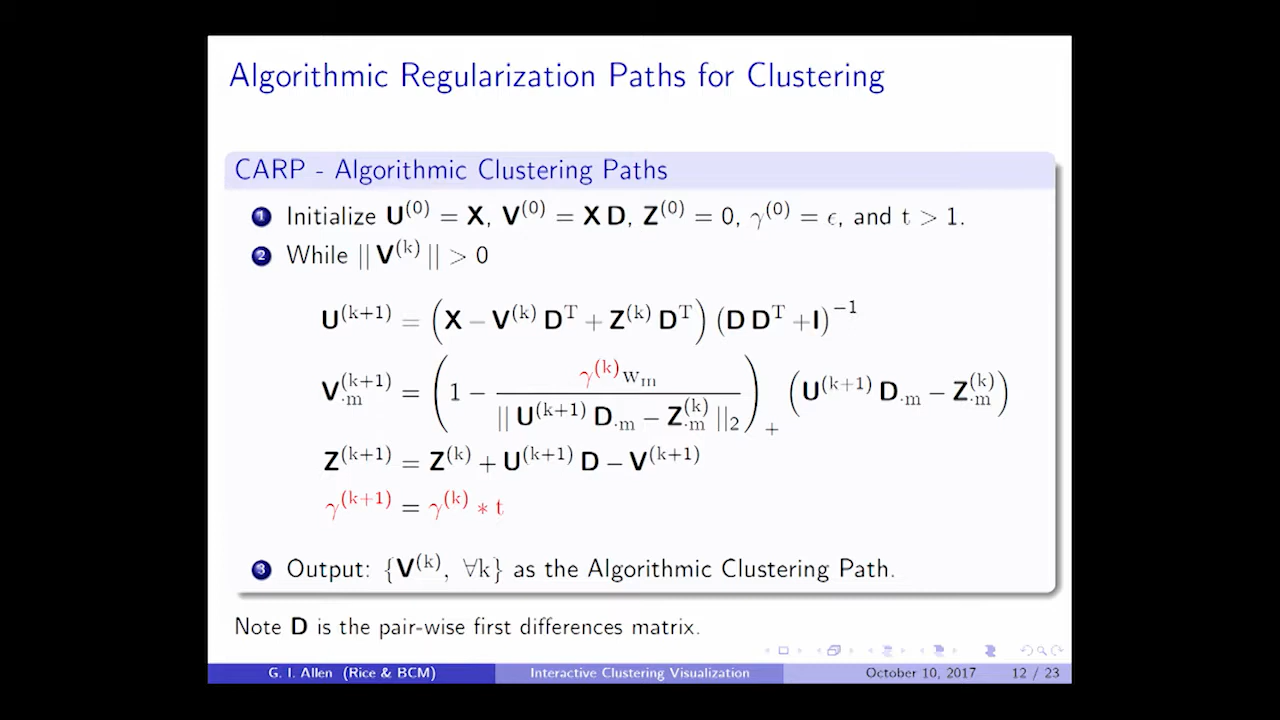 Algorithmic Regularization Paths for Clustering
CARP - Algorithmic Clustering Paths
1 Initialize U^(0) = X, V^(0) = X D, Z^(0) = 0, γ^(0) = ϵ, and t > 1.
2 While || V^(k) || > 0
U^(k+1) = (X − V^(k) D^T + Z^(k) D^T) (D D^T + I)^−1
V_·m^(k+1) = (1 − γ^(k) w_m / || U^(k+1) D_·m − Z_·m^(k) ||_2)_+ (U^(k+1) D_·m − Z_·m^(k))
Z^(k+1) = Z^(k) + U^(k+1) D − V^(k+1)
γ^(k+1) = γ^(k) * t
3 Output: {V^(k), ∀k} as the Algorithmic Clustering Path.
Note D is the pair-wise first differences matrix.
G. I. Allen (Rice & BCM) Interactive Clustering Visualization October 10, 2017 12 / 23